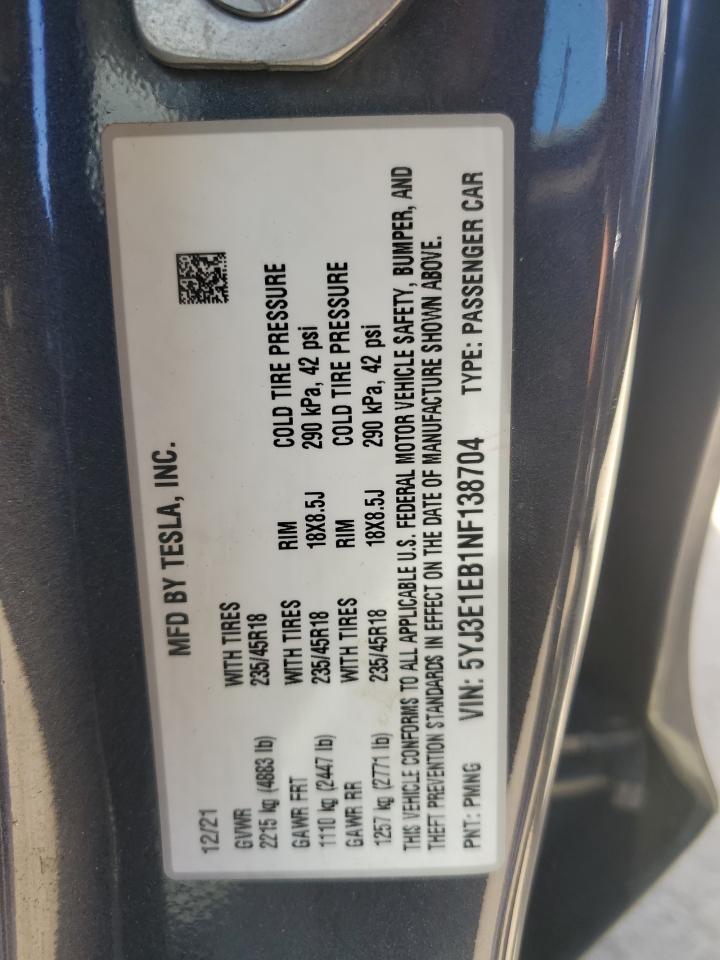 MFD BY TESLA, INC.
12/21
GVWR WITH TIRES RIM COLD TIRE PRESSURE
2215 kg (4883 lb) 235/45R18
GAWR FRT WITH TIRES 18X8.5J 290 kPa, 42 psi
1110 kg (2447 lb) 235/45R18 RIM COLD TIRE PRESSURE
GAWR RR WITH TIRES
1257 kg (2771 lb) 235/45R18 18X8.5J 290 kPa, 42 psi
THIS VEHICLE CONFORMS TO ALL APPLICABLE U.S. FEDERAL MOTOR VEHICLE SAFETY, BUMPER, AND
THEFT PREVENTION STANDARDS IN EFFECT ON THE DATE OF MANUFACTURE SHOWN ABOVE.
PNT: PMNG VIN: 5YJ3E1EB1NF138704 TYPE: PASSENGER CAR